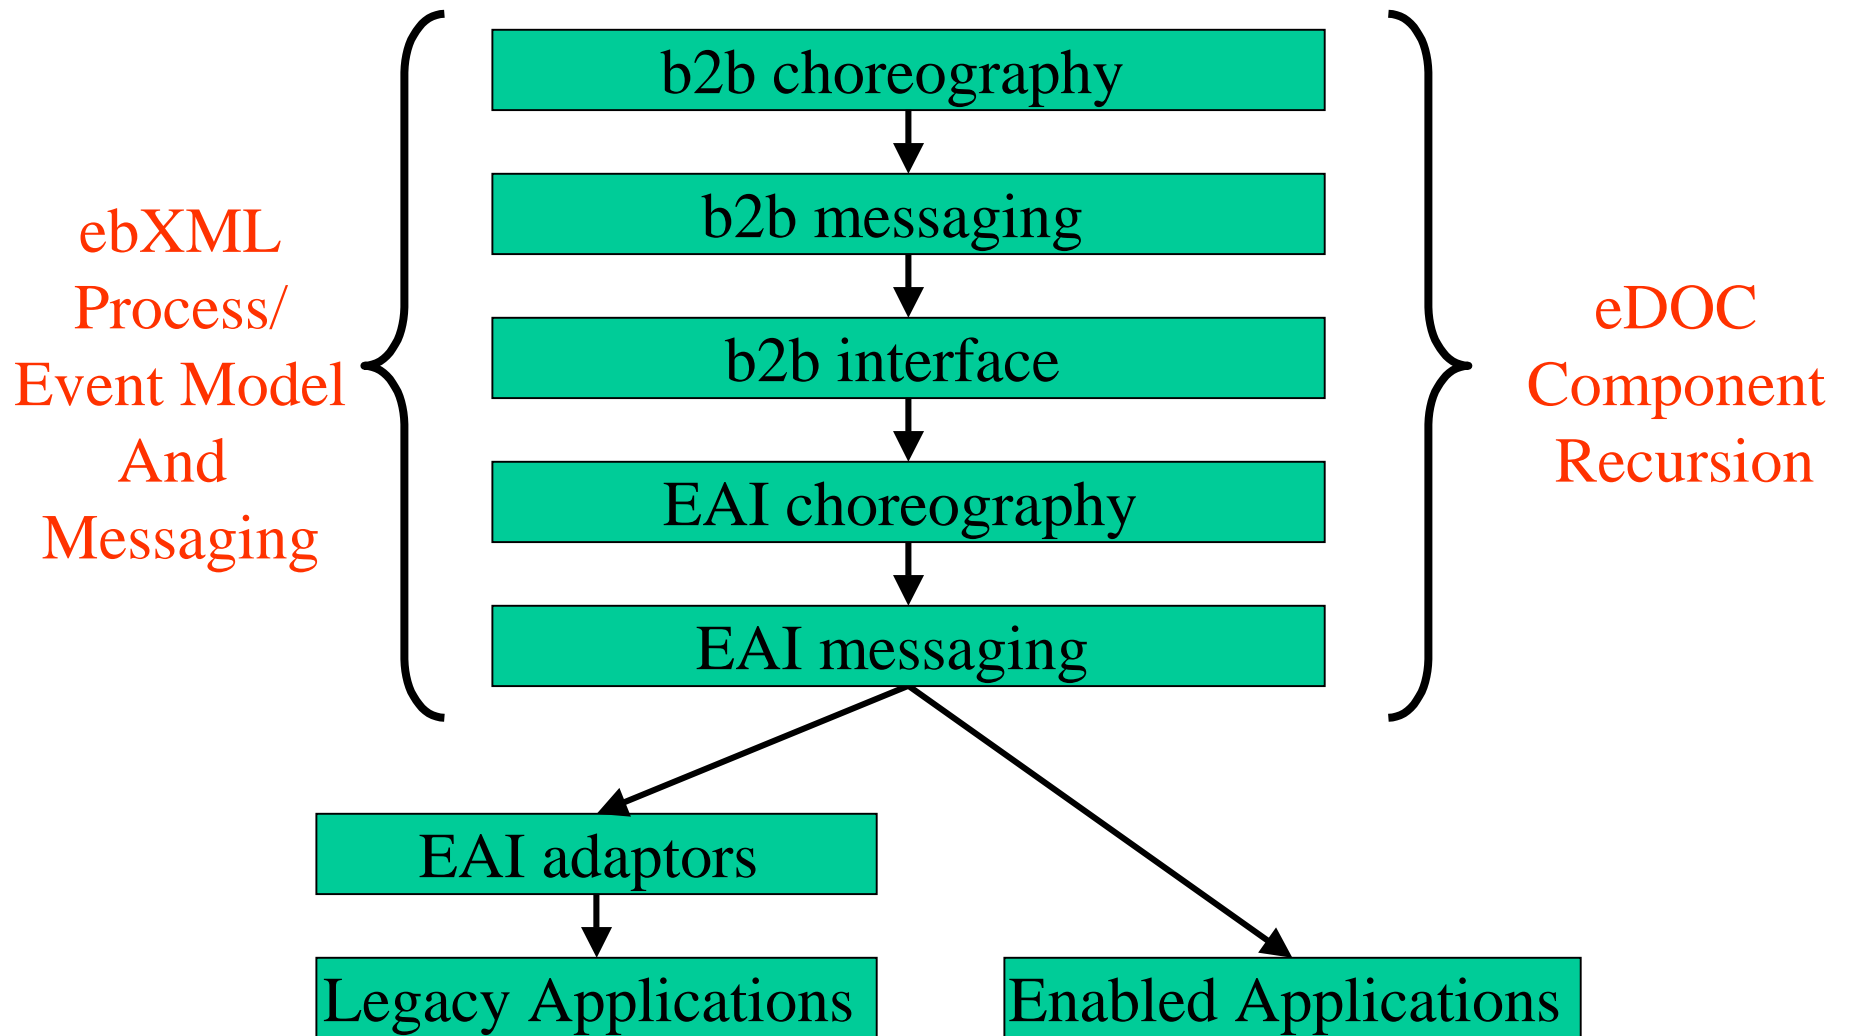 b2b choreography
b2b messaging
b2b interface
EAI choreography
EAI messaging
ebXML
Process/
Event Model
And
Messaging
eDOC
Component
Recursion
EAI adaptors
Legacy Applications
Enabled Applications